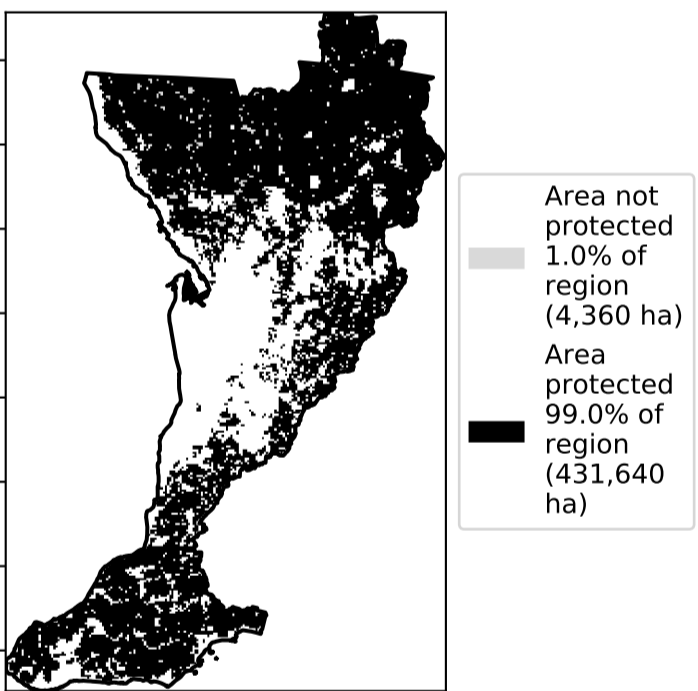 Area not
protected
1.0% of
region
(4,360 ha)
Area
protected
99.0% of
region
(431,640
ha)